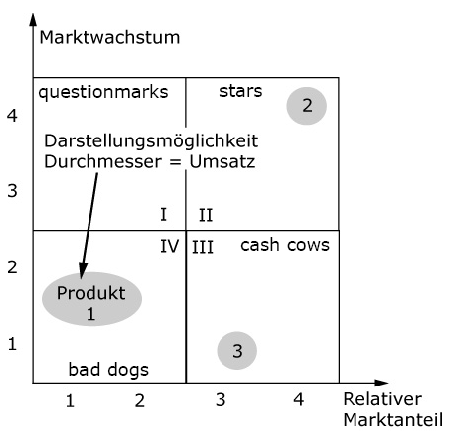 Marktwachstum
questionmarks
stars
4
2
Darstellungsmöglichkeit
Durchmesser = Umsatz
3
I
II
IV
III
cash cows
2
Produkt
1
1
3
bad dogs
1
2
3
4
Relativer
Marktanteil